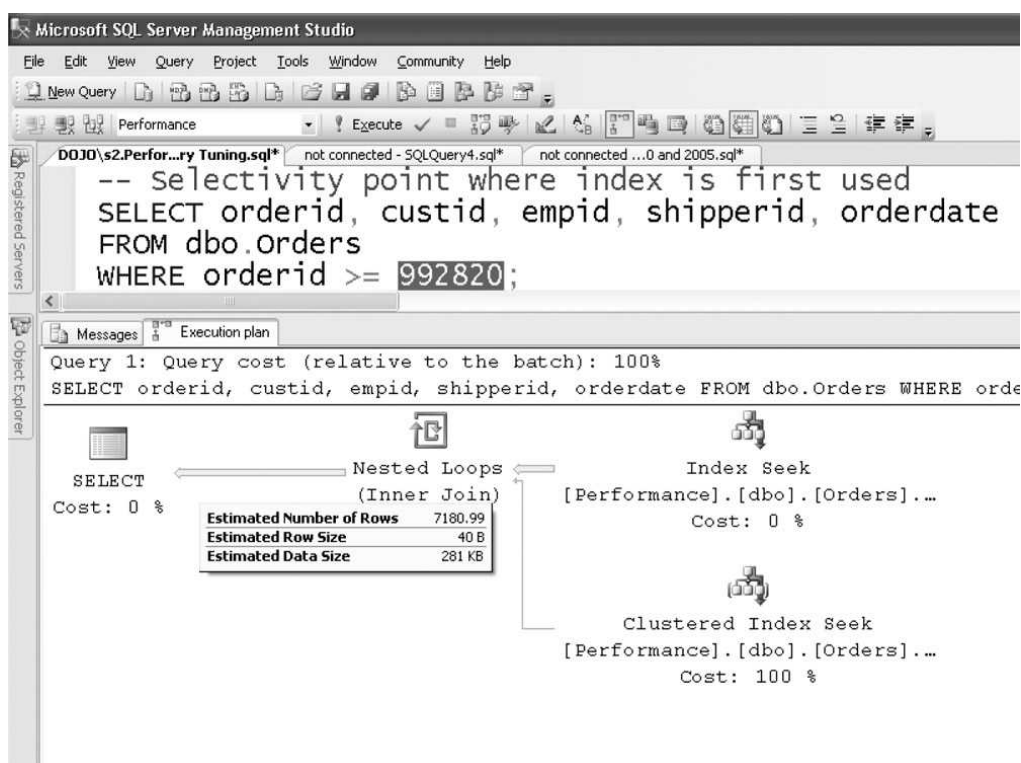 Microsoft SQL Server Management Studio
File Edit View Query Project Tools Window Community Help
New Query
Performance Execute
DOJO\s2.Perfor...ry Tuning.sql* not connected - SQLQuery4.sql* not connected ...0 and 2005.sql*
Registered Servers
-- Selectivity point where index is first used
SELECT orderid, custid, empid, shipperid, orderdate
FROM dbo.Orders
WHERE orderid >= 992820;
Object Explorer
Messages Execution plan
Query 1: Query cost (relative to the batch): 100%
SELECT orderid, custid, empid, shipperid, orderdate FROM dbo.Orders WHERE orde
SELECT
Cost: 0 %
Nested Loops
(Inner Join)
Index Seek
[Performance].[dbo].[Orders].…
Cost: 0 %
Estimated Number of Rows 7180.99
Estimated Row Size 40 B
Estimated Data Size 281 KB
Clustered Index Seek
[Performance].[dbo].[Orders].…
Cost: 100 %